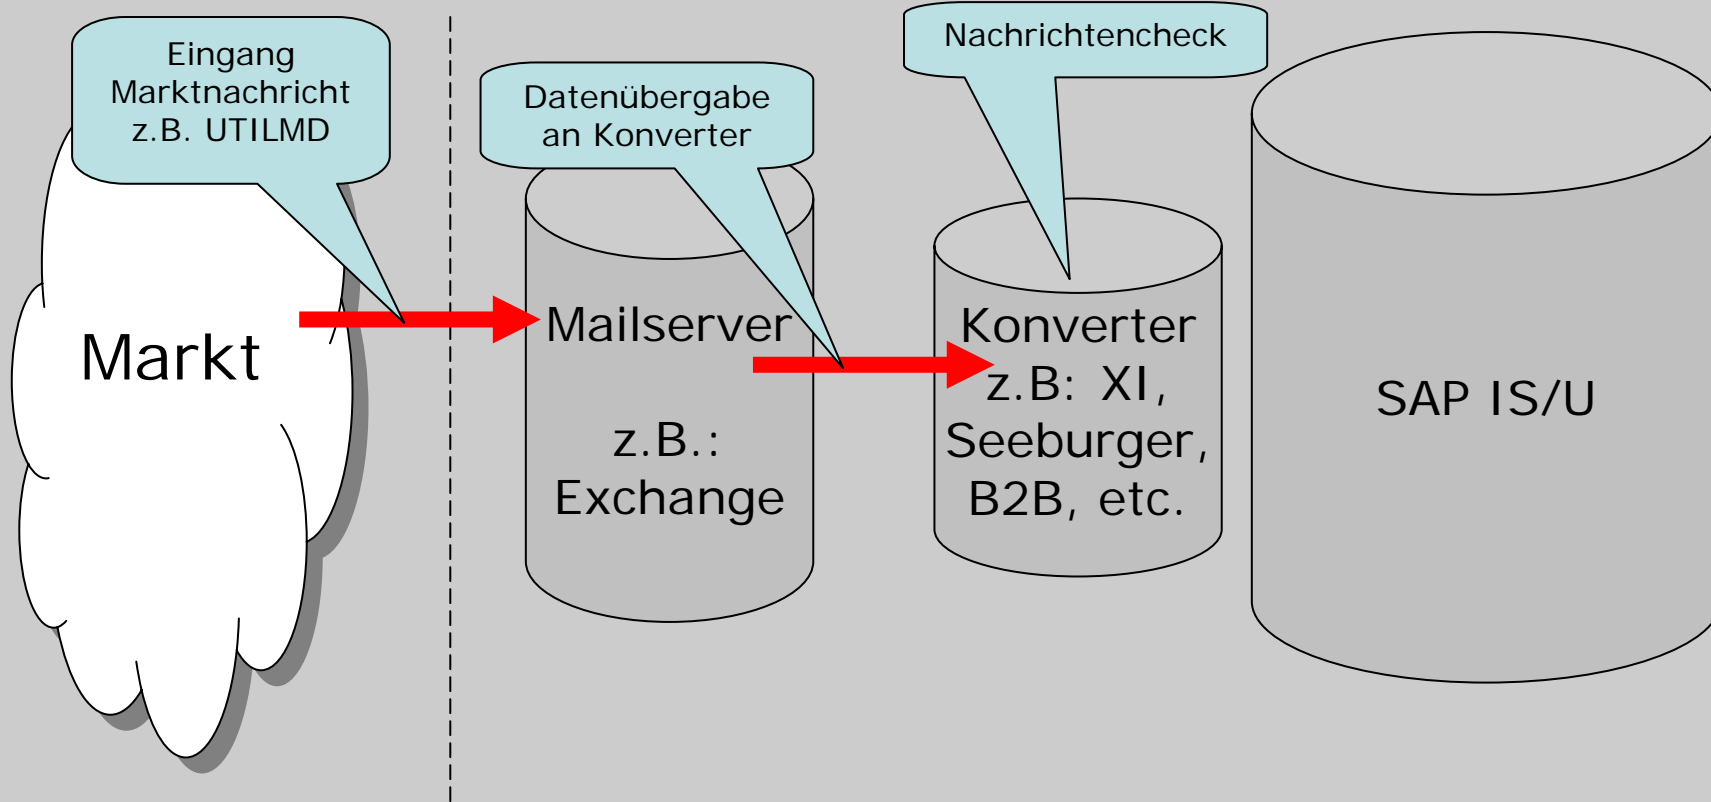 Eingang
Marktnachricht
z.B. UTILMD
Datenübergabe
an Konverter
Nachrichtencheck
Markt
Mailserver
z.B.:
Exchange
Konverter
z.B: XI,
Seeburger,
B2B, etc.
SAP IS/U